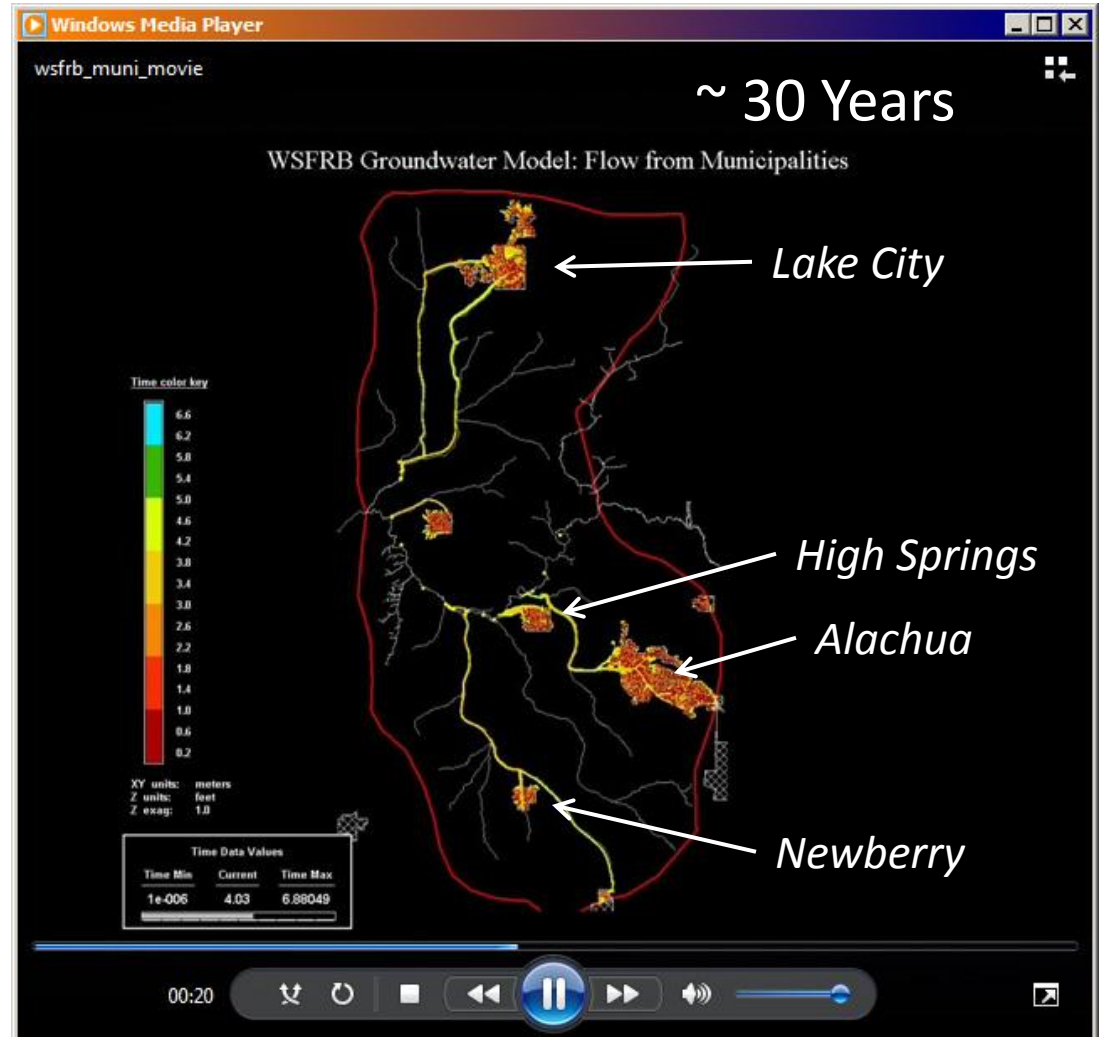 Windows Media Player
wsfrb_muni_movie
~ 30 Years
WSFRB Groundwater Model: Flow from Municipalities
Lake City
Time color key
6.6
6.2
5.8
5.4
5.0
4.6
4.2
3.8
3.4
3.0
2.6
2.2
1.8
1.4
1.0
0.6
0.2
High Springs
Alachua
XY units: meters
Z units: feet
Z exag: 1.0
Newberry
Time Data Values
Time Min Current Time Max
1e-006 4.03 6.88049
00:20